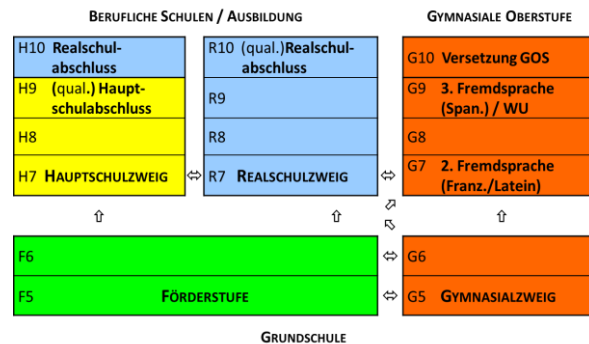 BERUFLICHE SCHULEN / AUSBILDUNG
GYMNASIALE OBERSTUFE
H10 Realschul-
abschluss
H9 (qual.) Haupt-
schulabschluss
H8
H7 HAUPTSCHULZWEIG
R10 (qual.)Realschul-
abschluss
R9
R8
R7 REALSCHULZWEIG
G10 Versetzung GOS
G9 3. Fremdsprache
(Span.) / WU
G8
G7 2. Fremdsprache
(Franz./Latein)
F6
F5 FÖRDERSTUFE
G6
G5 GYMNASIALZWEIG
GRUNDSCHULE